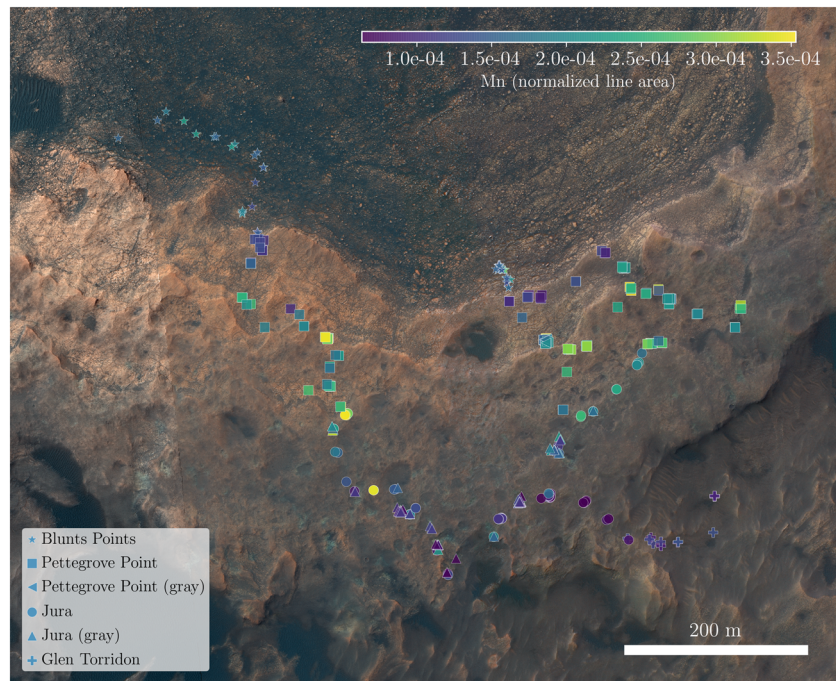 1.0e-04 1.5e-04 2.0e-04 2.5e-04 3.0e-04 3.5e-04
Mn (normalized line area)
Blunts Points
Pettegrove Point
Pettegrove Point (gray)
Jura
Jura (gray)
Glen Torridon
200 m